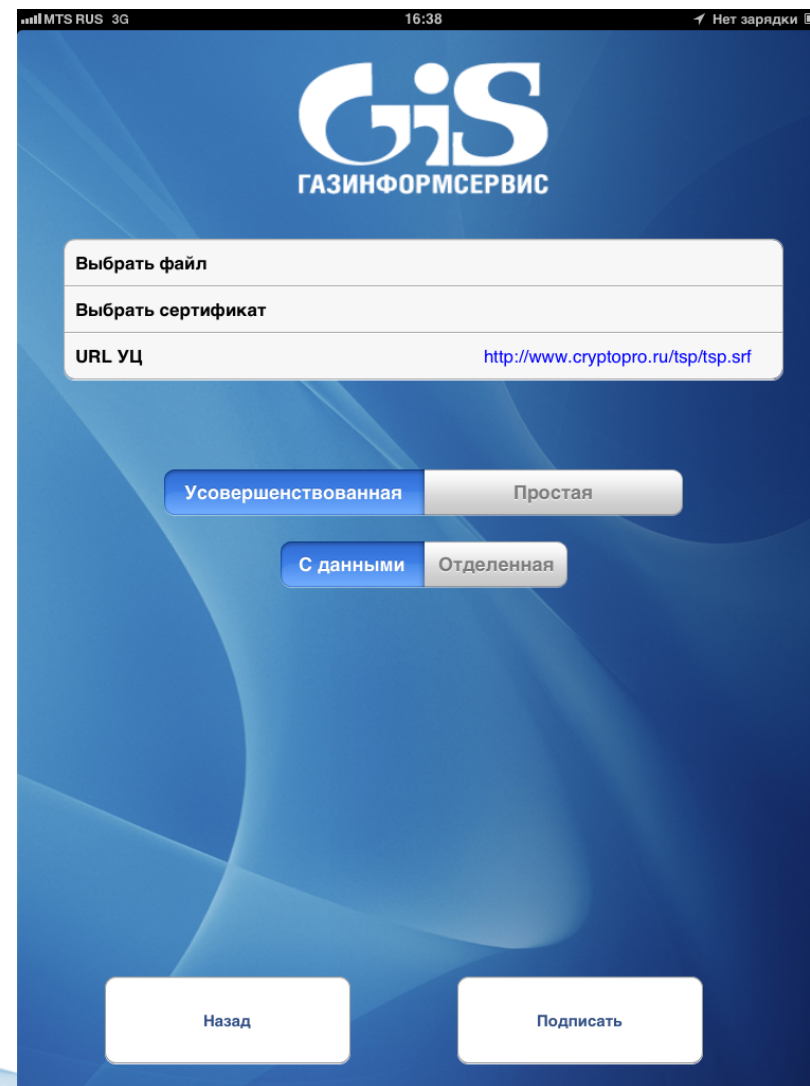 MTS RUS 3G 16:38 Нет зарядки
GiS
ГАЗИНФОРМСЕРВИС
Выбрать файл
Выбрать сертификат
URL УЦ http://www.cryptopro.ru/tsp/tsp.srf
Усовершенствованная Простая
С данными Отделенная
Назад Подписать